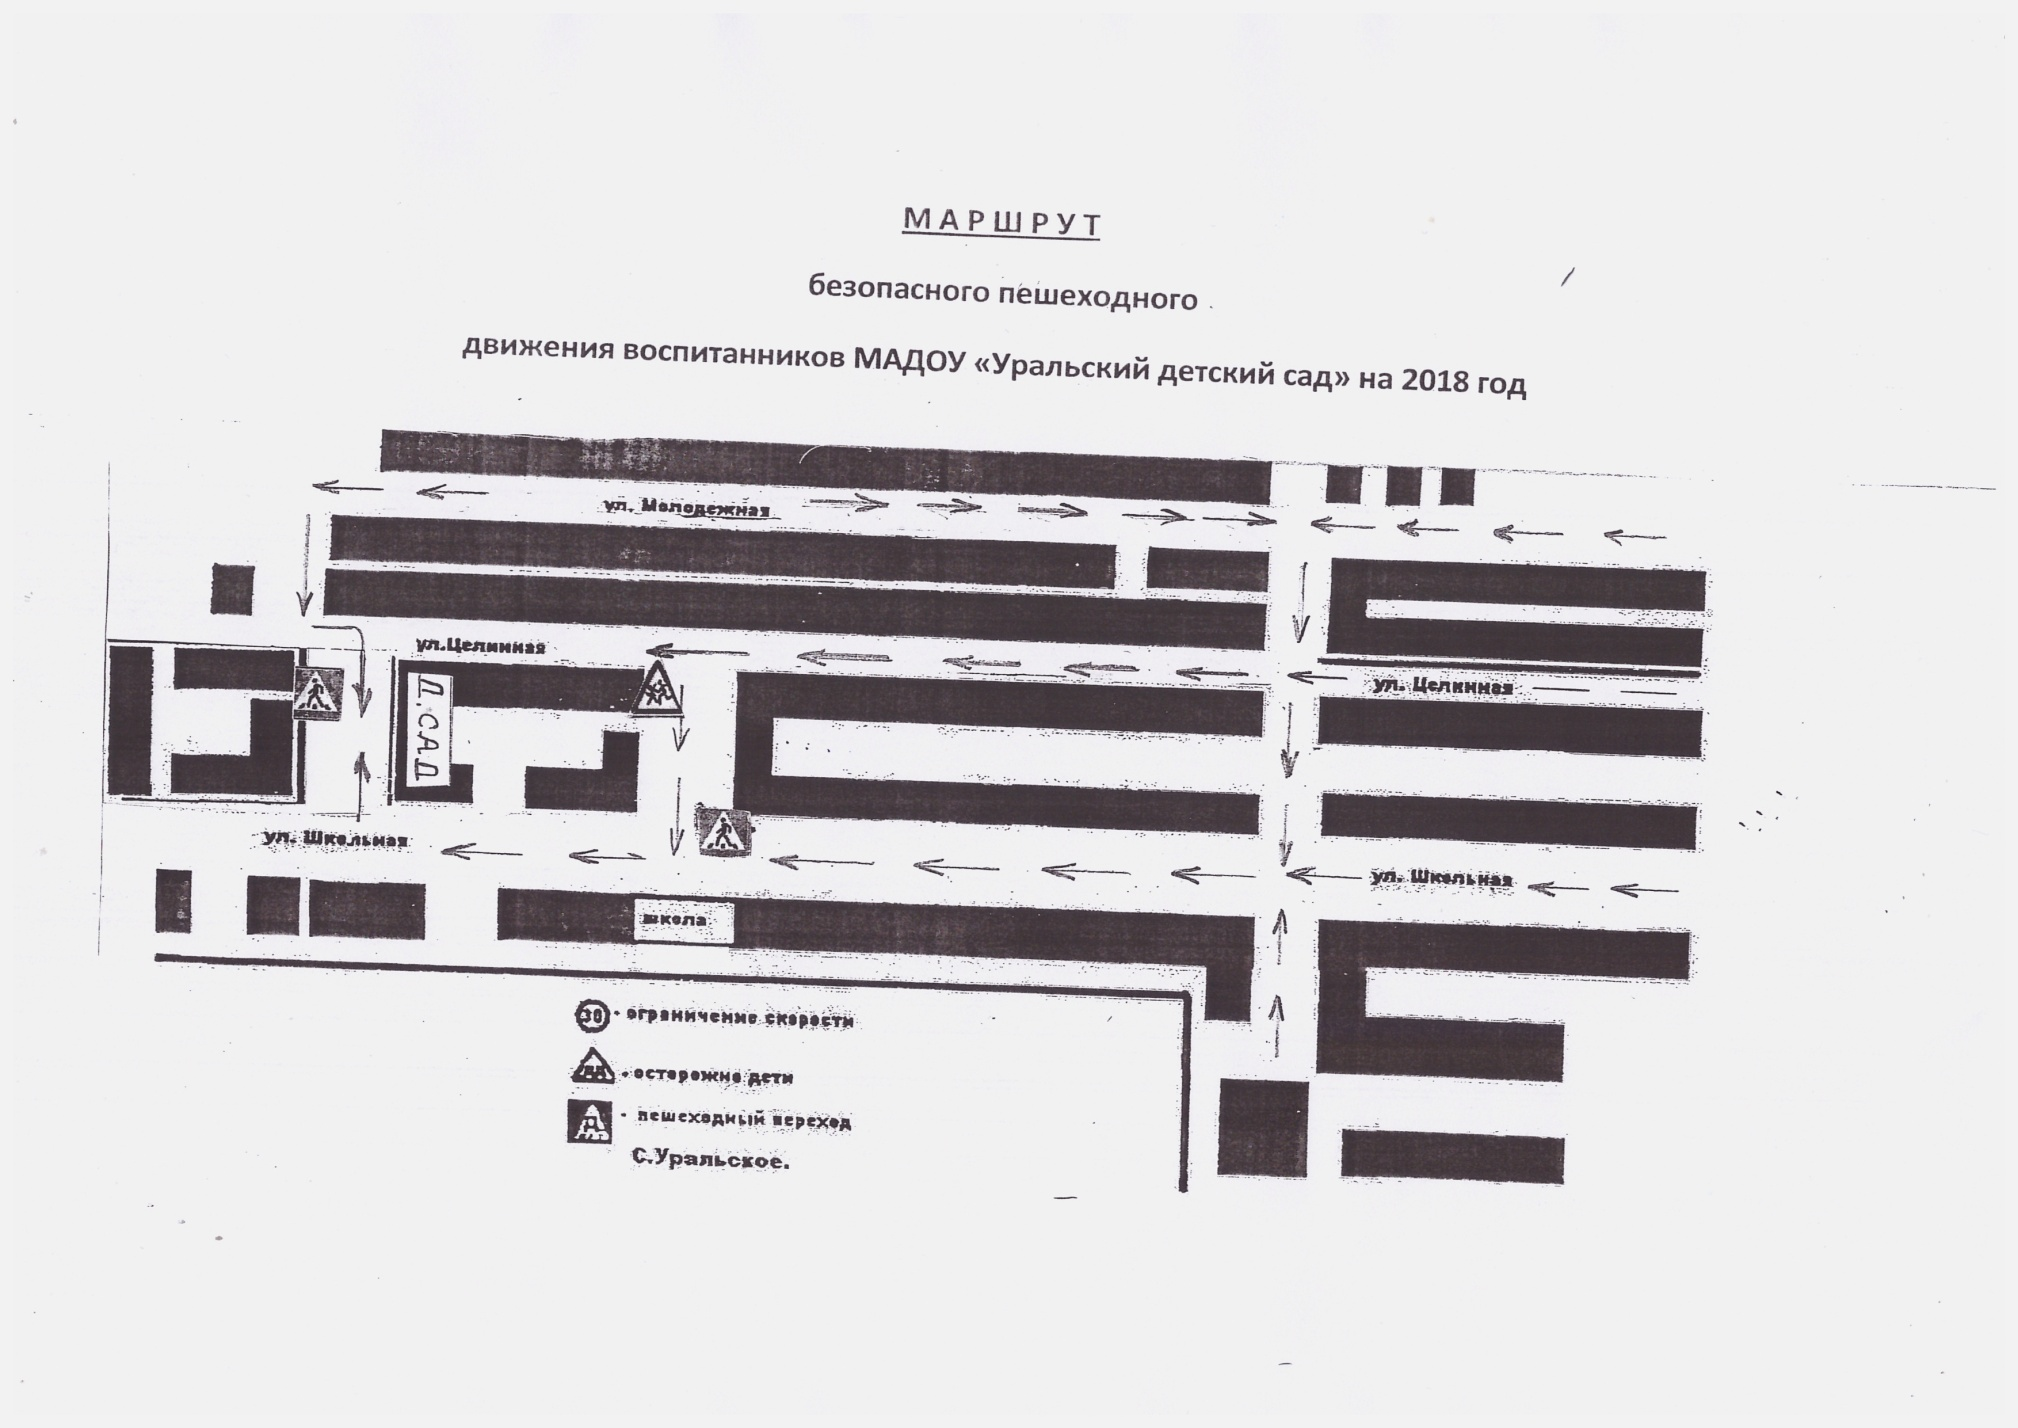 МАРШРУТ
безопасного пешеходного
движения воспитанников МАДОУ «Уральский детский сад» на 2018 год
ул. Молодежная
ул.Целинная
ул. Целинная
Д.САД
ул. Школьная
ул. Школьная
школа
30 - ограничение скорости
- осторожно дети
- пешеходный переход
С.Уральское.